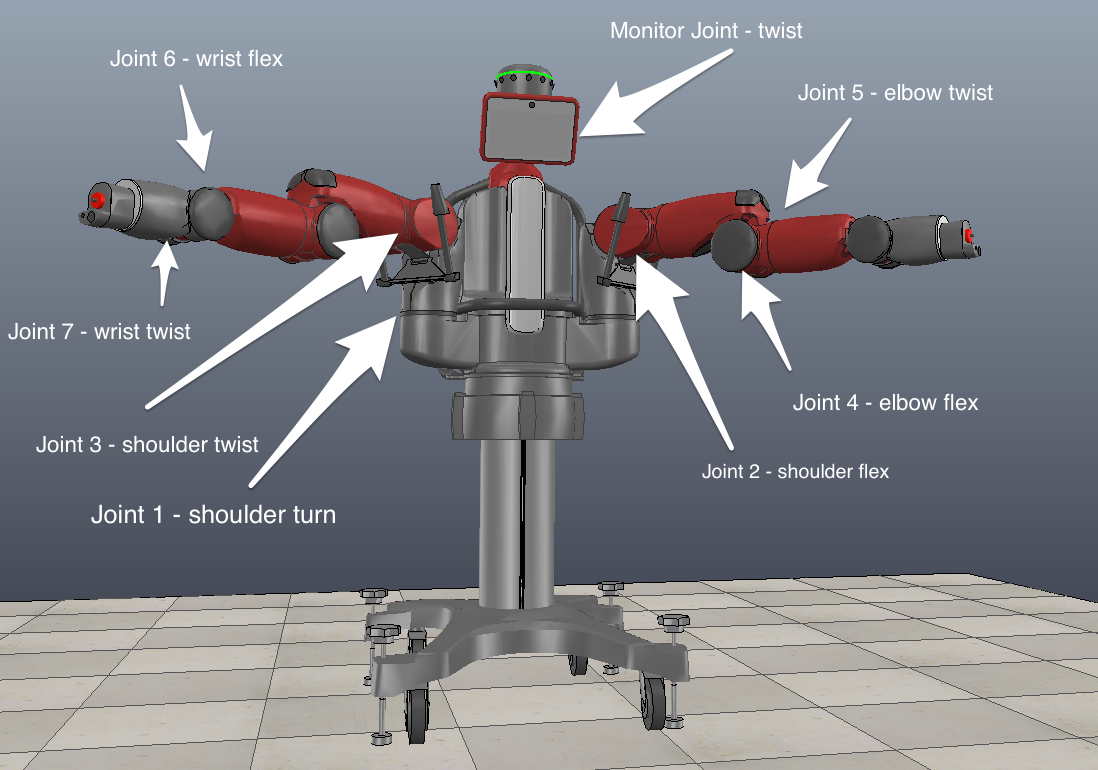 Monitor Joint - twist
Joint 6 - wrist flex
Joint 5 - elbow twist
Joint 7 - wrist twist
Joint 4 - elbow flex
Joint 3 - shoulder twist
Joint 2 - shoulder flex
Joint 1 - shoulder turn